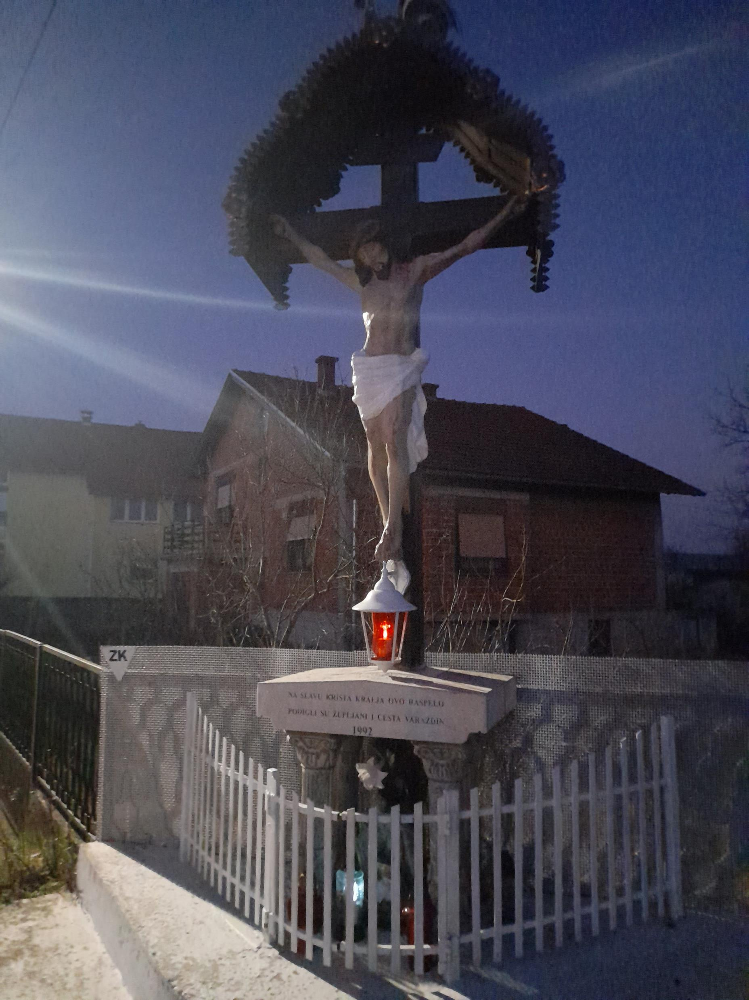 ZK
NA SLAVU KRISTA KRALJA OVO RASPELO
PODIGLI SU ŽUPLJANI I CESTA VARAŽDIN
1992